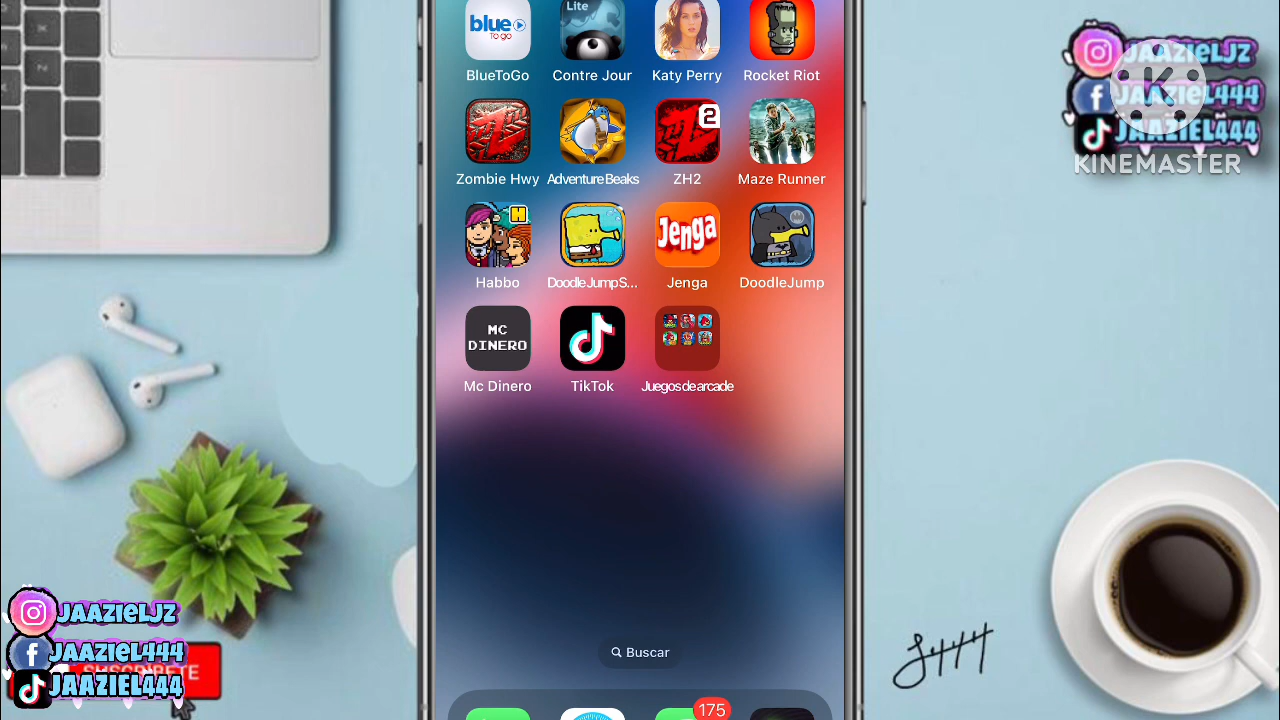 blue
To go
Lite
BlueToGo
Contre Jour
Katy Perry
Rocket Riot
2
Zombie Hwy
Adventure Beaks
ZH2
Maze Runner
H
Jenga
Habbo
DoodleJumpS...
Jenga
DoodleJump
MC
DINERO
Mc Dinero
TikTok
Juegos de arcade
Buscar
175
JAAZIELJZ
JAAZIEL444
JAAZIEL444
K
KINEMASTER
JAAZIELJZ
JAAZIEL444
SUSCRIBETE
JAAZIEL444